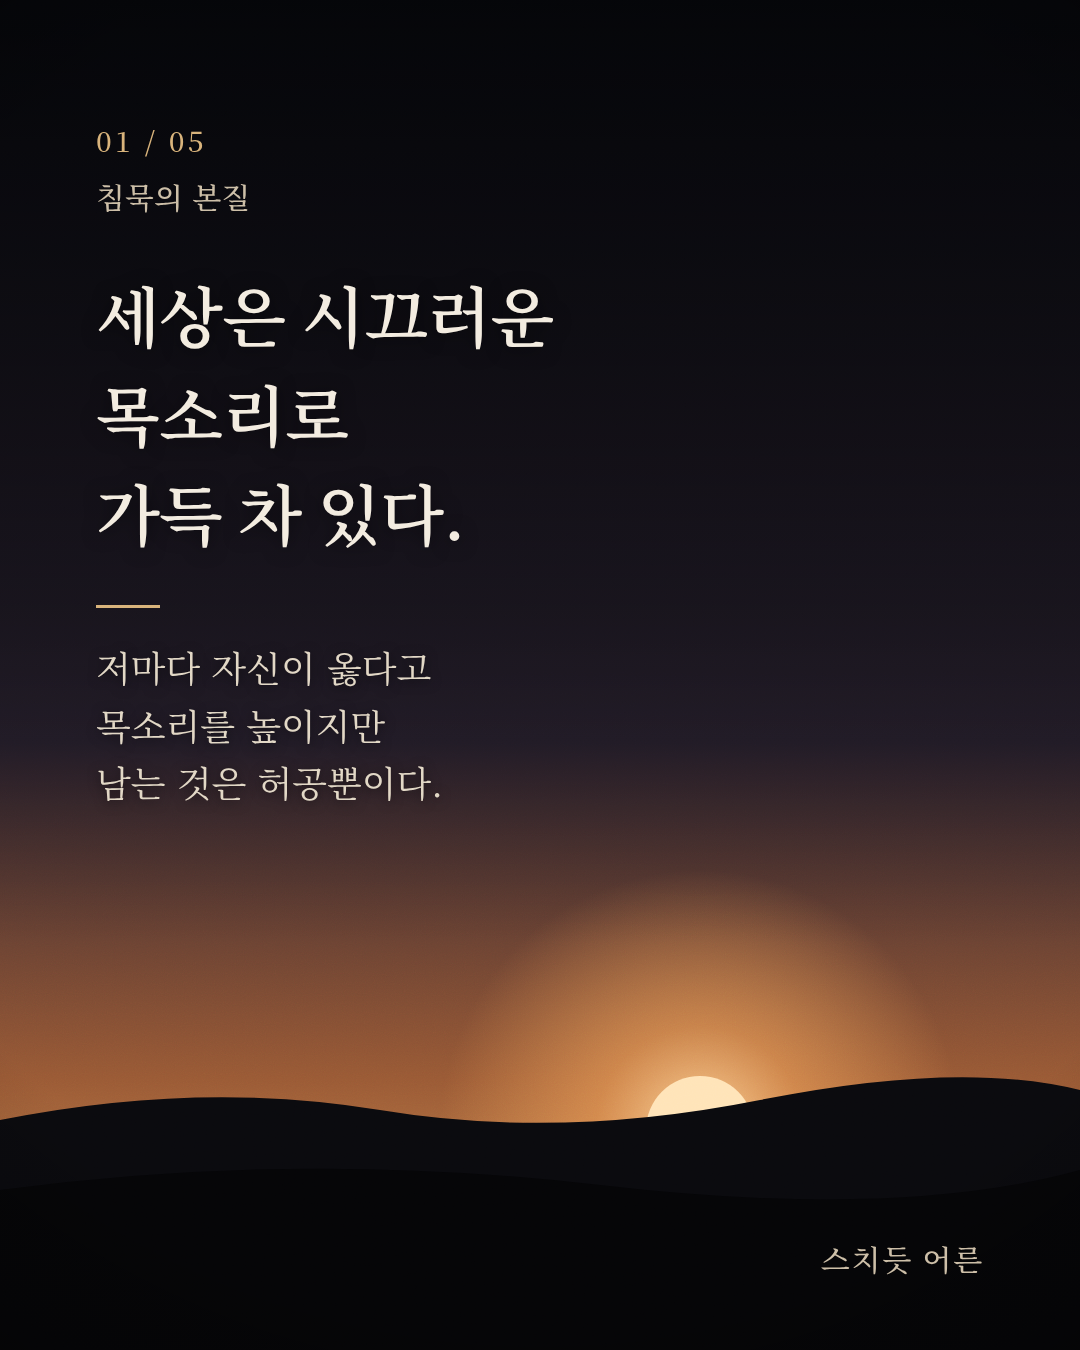 01 / 05
침묵의 본질
세상은 시끄러운
목소리로
가득 차 있다.
저마다 자신이 옳다고
목소리를 높이지만
남는 것은 허공뿐이다.
스치듯 어른